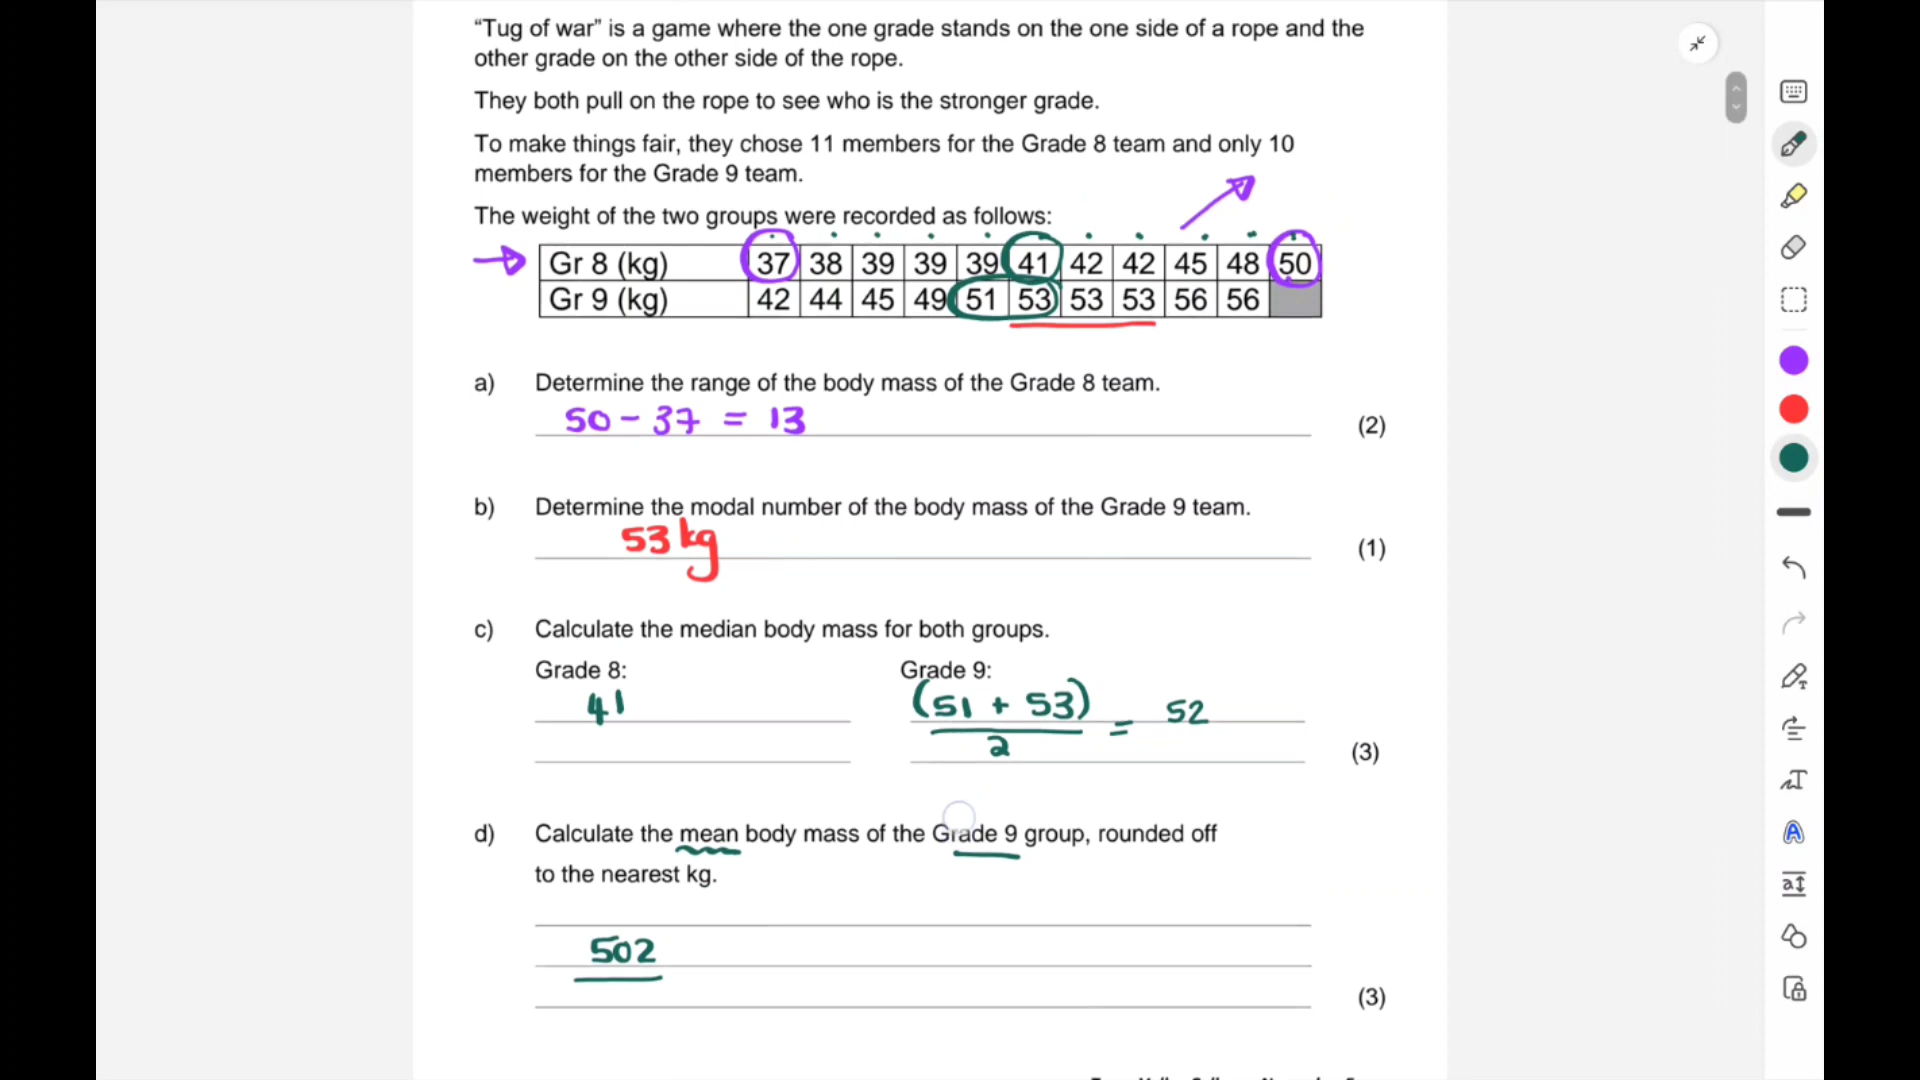 “Tug of war” is a game where the one grade stands on the one side of a rope and the
other grade on the other side of the rope.
They both pull on the rope to see who is the stronger grade.
To make things fair, they chose 11 members for the Grade 8 team and only 10
members for the Grade 9 team.
The weight of the two groups were recorded as follows:
Gr 8 (kg) 37 38 39 39 39 41 42 42 45 48 50
Gr 9 (kg) 42 44 45 49 51 53 53 53 56 56
a) Determine the range of the body mass of the Grade 8 team.
50 - 37 = 13
(2)
b) Determine the modal number of the body mass of the Grade 9 team.
53 kg
(1)
c) Calculate the median body mass for both groups.
Grade 8: Grade 9:
41 (51 + 53) = 52
2
(3)
d) Calculate the mean body mass of the Grade 9 group, rounded off
to the nearest kg.
502
(3)